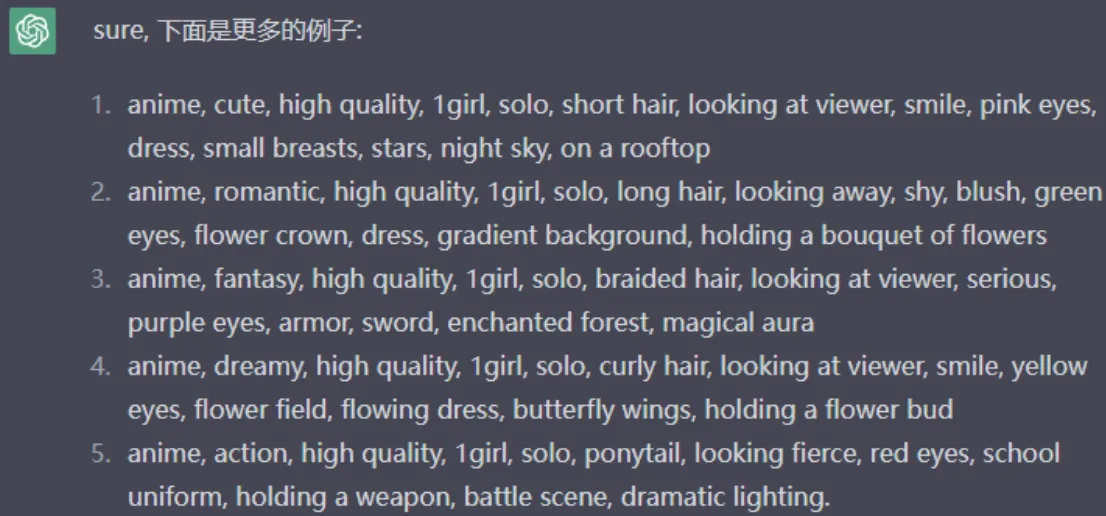 sure, 下面是更多的例子:
1. anime, cute, high quality, 1girl, solo, short hair, looking at viewer, smile, pink eyes,
dress, small breasts, stars, night sky, on a rooftop
2. anime, romantic, high quality, 1girl, solo, long hair, looking away, shy, blush, green
eyes, flower crown, dress, gradient background, holding a bouquet of flowers
3. anime, fantasy, high quality, 1girl, solo, braided hair, looking at viewer, serious,
purple eyes, armor, sword, enchanted forest, magical aura
4. anime, dreamy, high quality, 1girl, solo, curly hair, looking at viewer, smile, yellow
eyes, flower field, flowing dress, butterfly wings, holding a flower bud
5. anime, action, high quality, 1girl, solo, ponytail, looking fierce, red eyes, school
uniform, holding a weapon, battle scene, dramatic lighting.